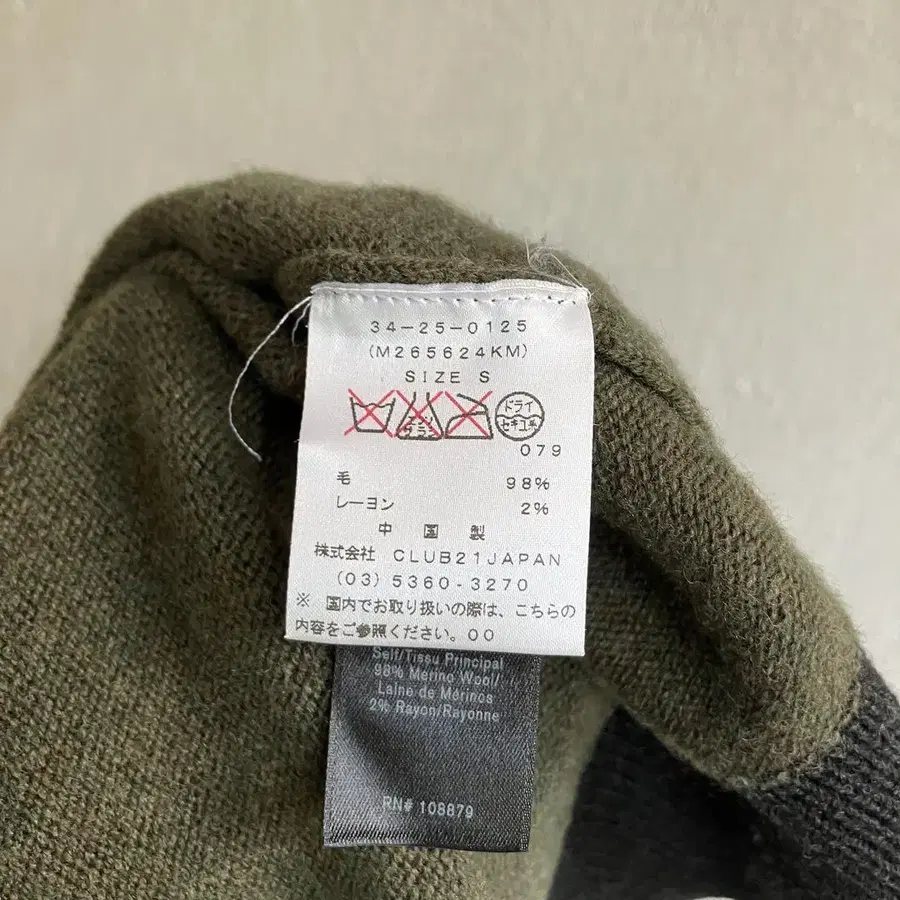 34-25-0125
(M265624KM)
SIZE S
ドライ
セキユ系
079
毛 98%
レーヨン 2%
中国製
株式会社 CLUB21JAPAN
(03) 5360-3270
※ 国内でお取り扱いの際は、こちらの
内容をご参照ください。00
Self/Tissu Principal
98% Merino Wool/
Laine de Mérinos
2% Rayon/Rayonne
RN# 108879